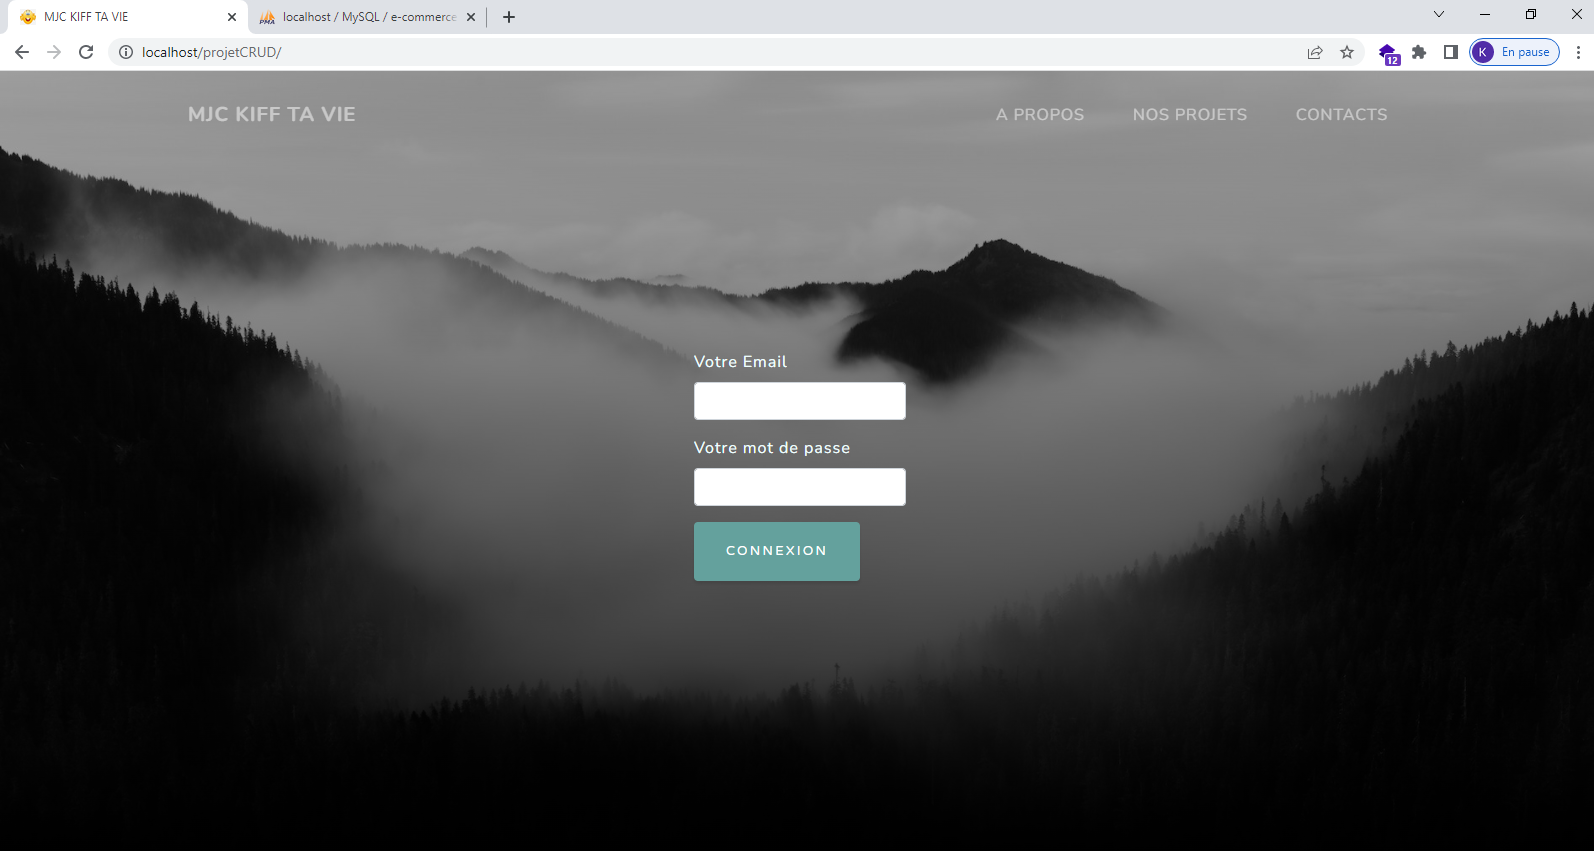 MJC KIFF TA VIE
localhost / MySQL / e-commerce
localhost/projetCRUD/
12
K
En pause
MJC KIFF TA VIE
A PROPOS
NOS PROJETS
CONTACTS
Votre Email
Votre mot de passe
CONNEXION